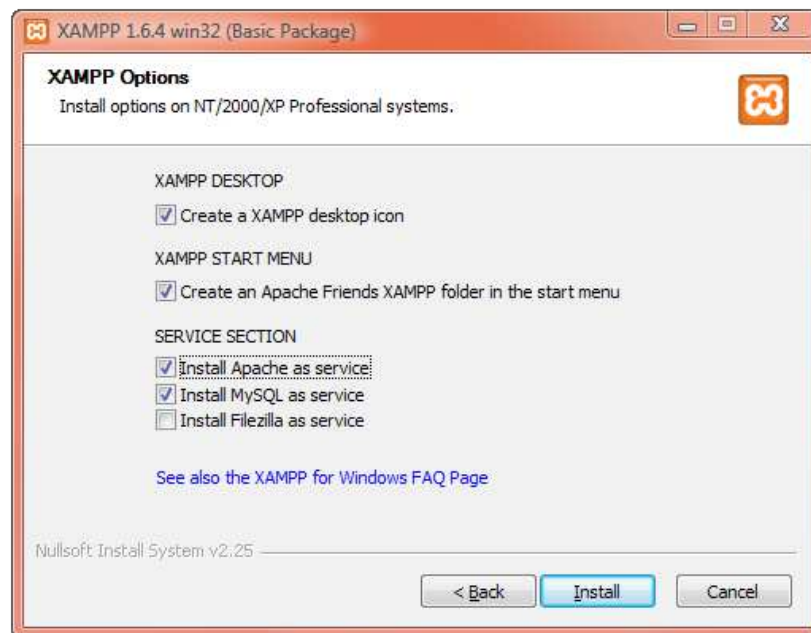 XAMPP 1.6.4 win32 (Basic Package)
XAMPP Options
Install options on NT/2000/XP Professional systems.
XAMPP DESKTOP
Create a XAMPP desktop icon
XAMPP START MENU
Create an Apache Friends XAMPP folder in the start menu
SERVICE SECTION
Install Apache as service
Install MySQL as service
Install Filezilla as service
See also the XAMPP for Windows FAQ Page
Nullsoft Install System v2.25
< Back Install Cancel